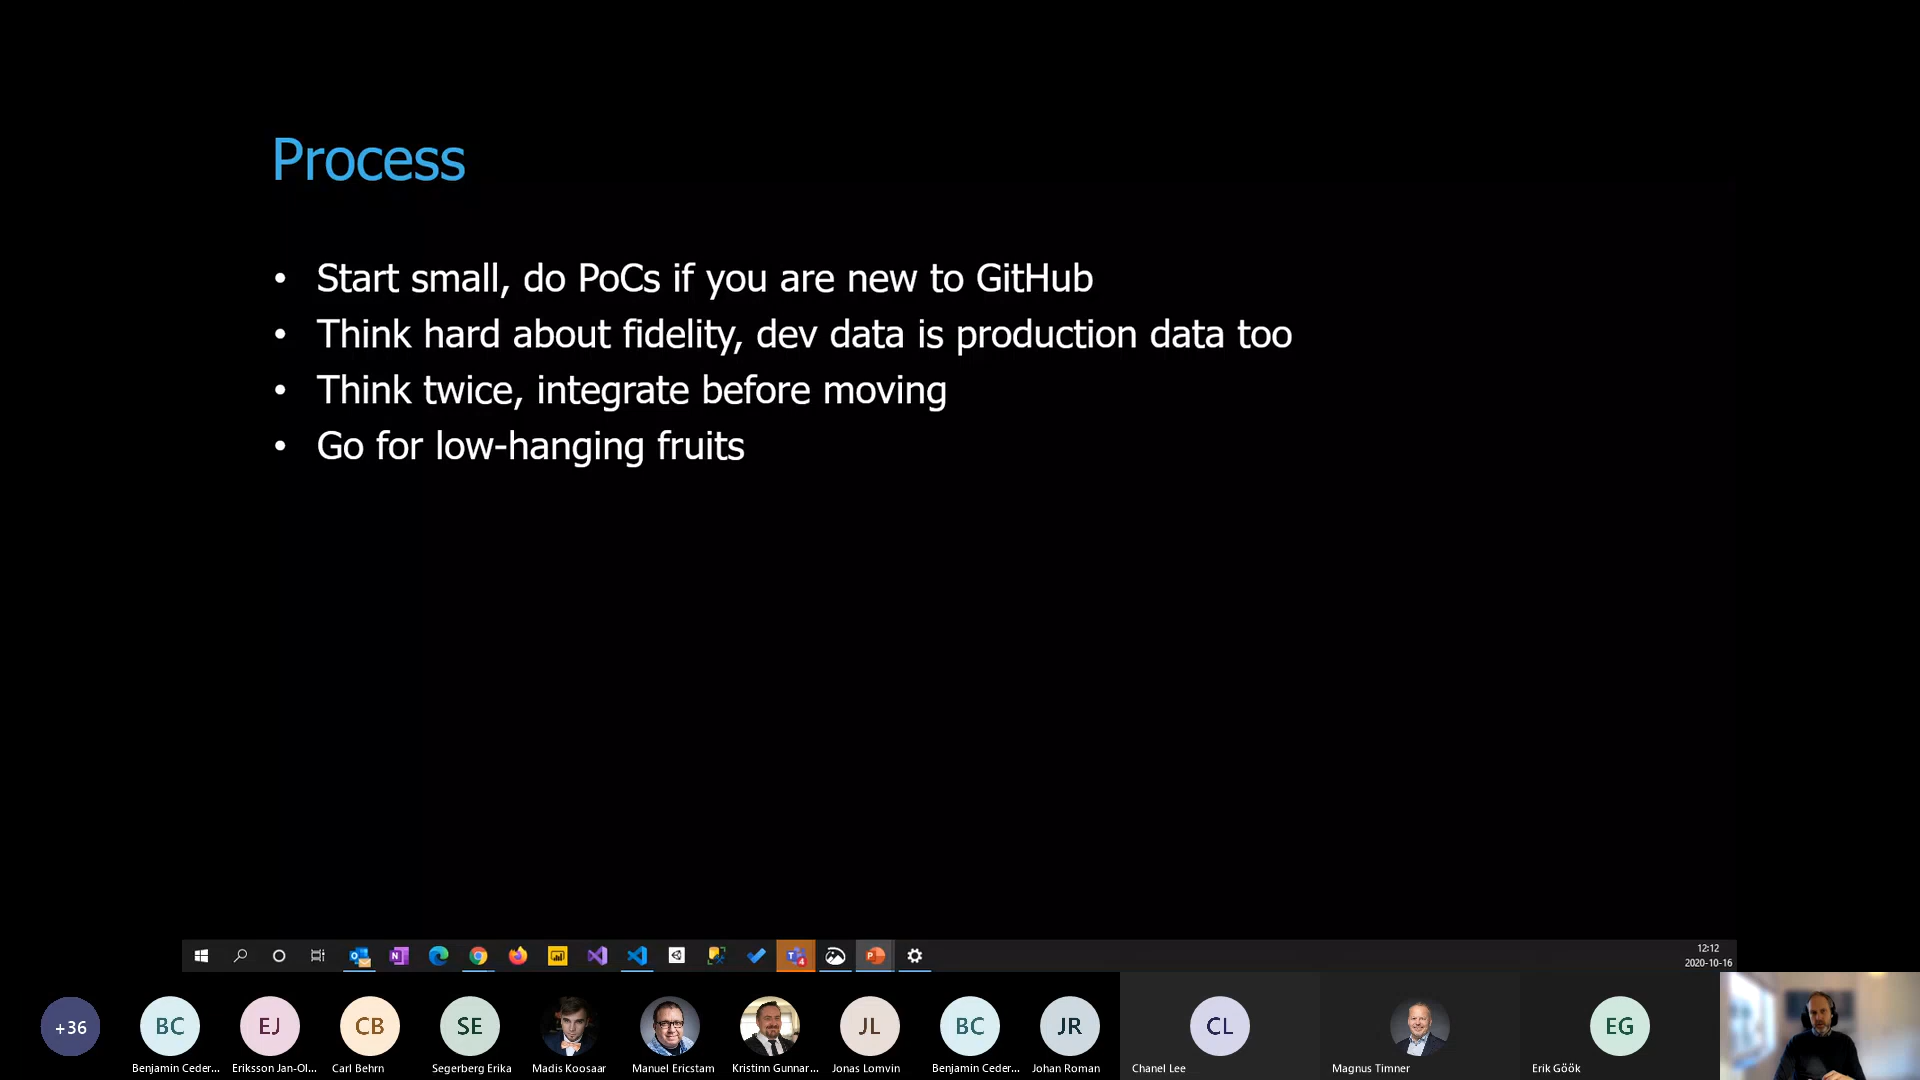 Process
• Start small, do PoCs if you are new to GitHub
• Think hard about fidelity, dev data is production data too
• Think twice, integrate before moving
• Go for low-hanging fruits
12:12
2020-10-16
+36
BC
EJ
CB
SE
JL
BC
JR
CL
EG
Benjamin Ceder...
Eriksson Jan-Ol...
Carl Behrn
Segerberg Erika
Madis Koosaar
Manuel Ericstam
Kristinn Gunnar...
Jonas Lomvin
Benjamin Ceder...
Johan Roman
Chanel Lee
Magnus Timner
Erik Göök